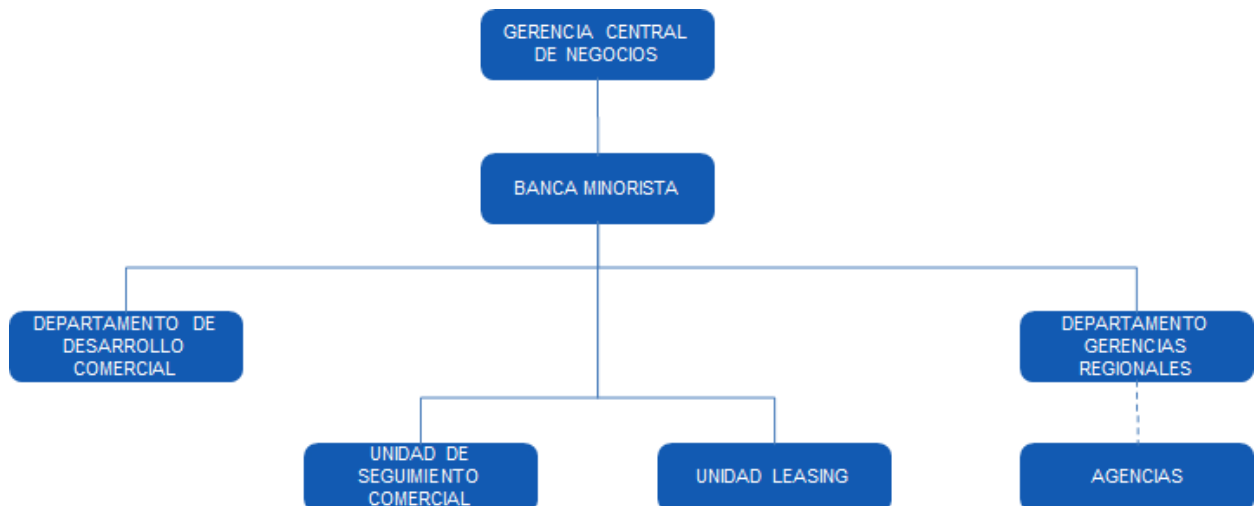 GERENCIA CENTRAL
DE NEGOCIOS
BANCA MINORISTA
DEPARTAMENTO DE
DESARROLLO
COMERCIAL
DEPARTAMENTO
GERENCIAS
REGIONALES
UNIDAD DE
SEGUIMIENTO
COMERCIAL
UNIDAD LEASING
AGENCIAS